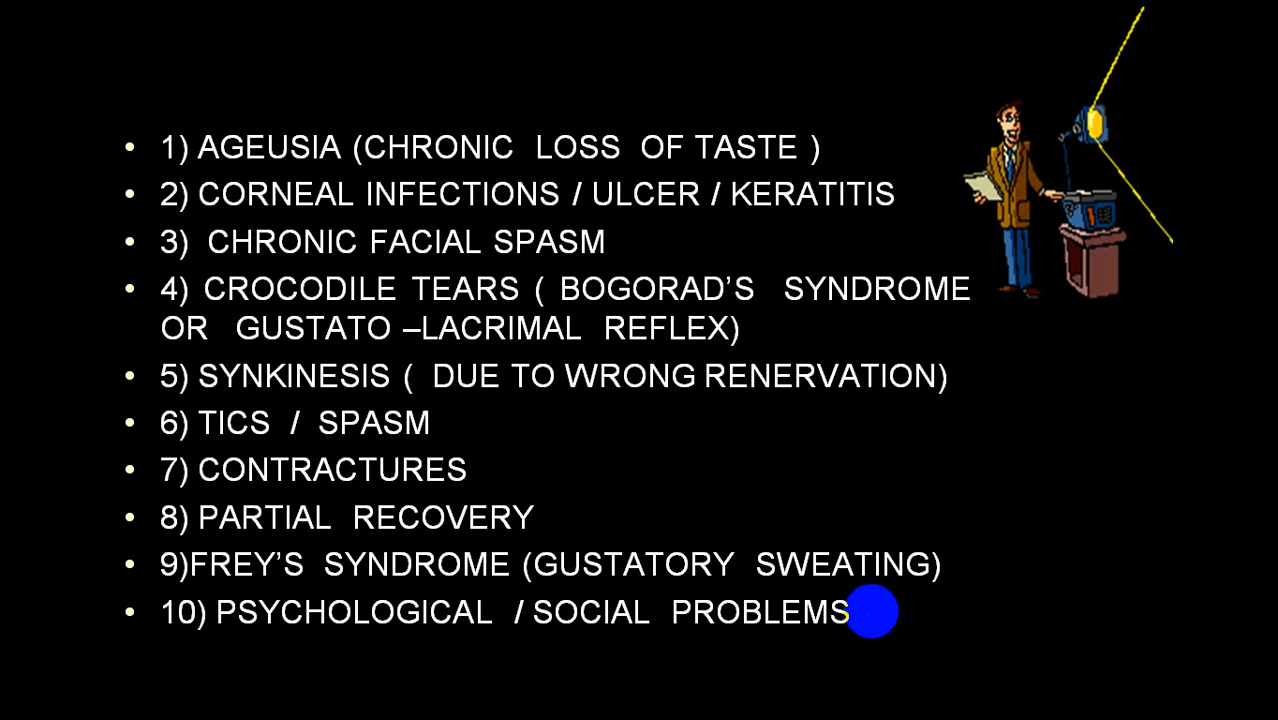 • 1) AGEUSIA (CHRONIC LOSS OF TASTE )
• 2) CORNEAL INFECTIONS / ULCER / KERATITIS
• 3) CHRONIC FACIAL SPASM
• 4) CROCODILE TEARS ( BOGORAD’S SYNDROME
OR GUSTATO –LACRIMAL REFLEX)
• 5) SYNKINESIS ( DUE TO WRONG RENERVATION)
• 6) TICS / SPASM
• 7) CONTRACTURES
• 8) PARTIAL RECOVERY
• 9)FREY’S SYNDROME (GUSTATORY SWEATING)
• 10) PSYCHOLOGICAL / SOCIAL PROBLEMS